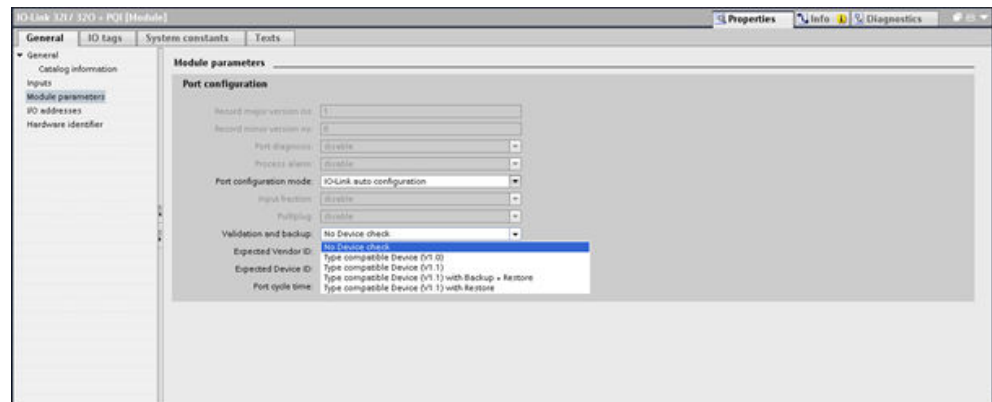 IO-Link 32I / 32O + PQI [Module]
Properties Info Diagnostics
General IO tags System constants Texts
General
Catalog information
Inputs
Module parameters
I/O addresses
Hardware identifier
Module parameters
Port configuration
Record major version no: 1
Record minor version no: 0
Port diagnosis: disable
Process alarm: disable
Port configuration mode: IO-Link auto configuration
Input fraction: disable
Pull/plug: disable
Validation and backup: No Device check
No Device check
Expected Vendor ID:
Type compatible Device (V1.0)
Expected Device ID:
Type compatible Device (V1.1)
Type compatible Device (V1.1) with Backup + Restore
Port cycle time:
Type compatible Device (V1.1) with Restore